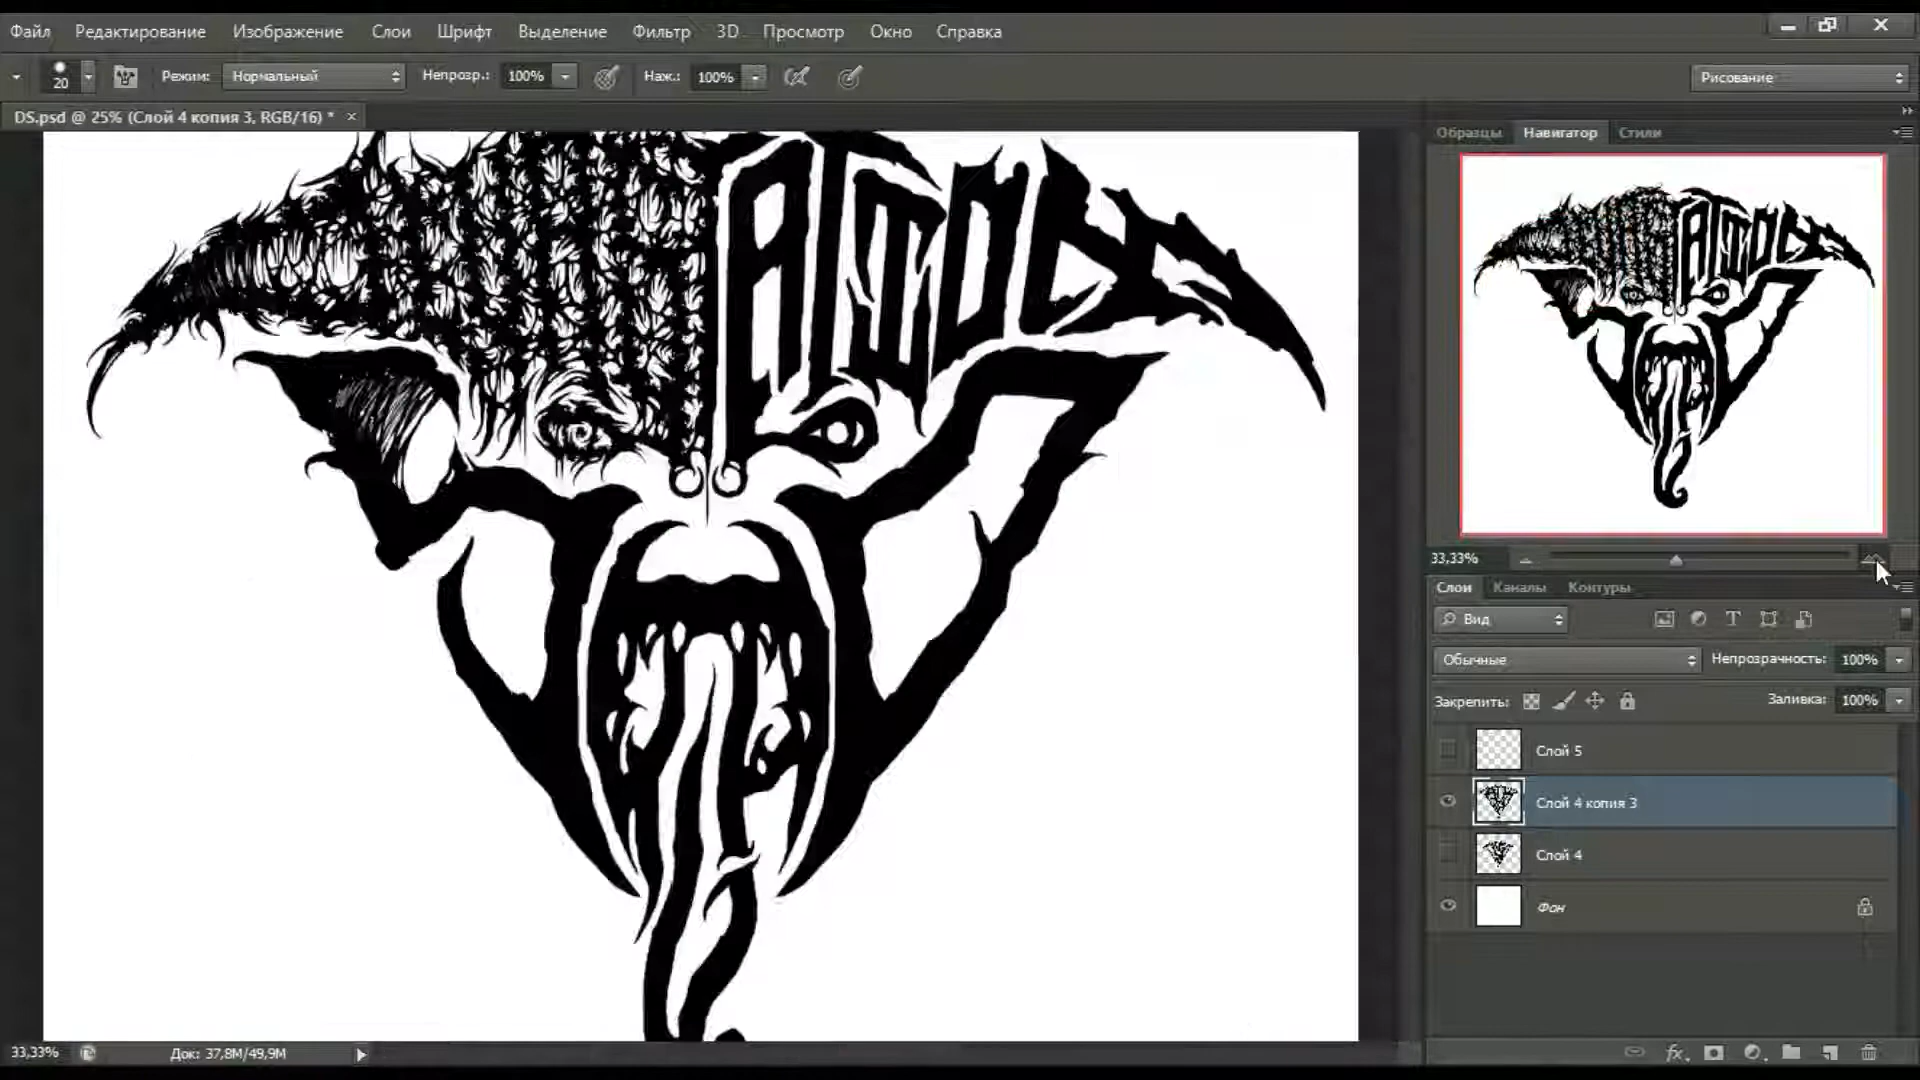 Файл Редактирование Изображение Слои Шрифт Выделение Фильтр 3D Просмотр Окно Справка
20 Режим: Нормальный Непрозр.: 100% Наж.: 100% Рисование
DS.psd @ 25% (Слой 4 копия 3, RGB/16) * ×
Образцы Навигатор Стили
33,33%
Слои Каналы Контуры
Вид
Обычные Непрозрачность: 100%
Закрепить: Заливка: 100%
Слой 5
Слой 4 копия 3
Слой 4
Фон
33,33% Док: 37,8M/49,9M
fx